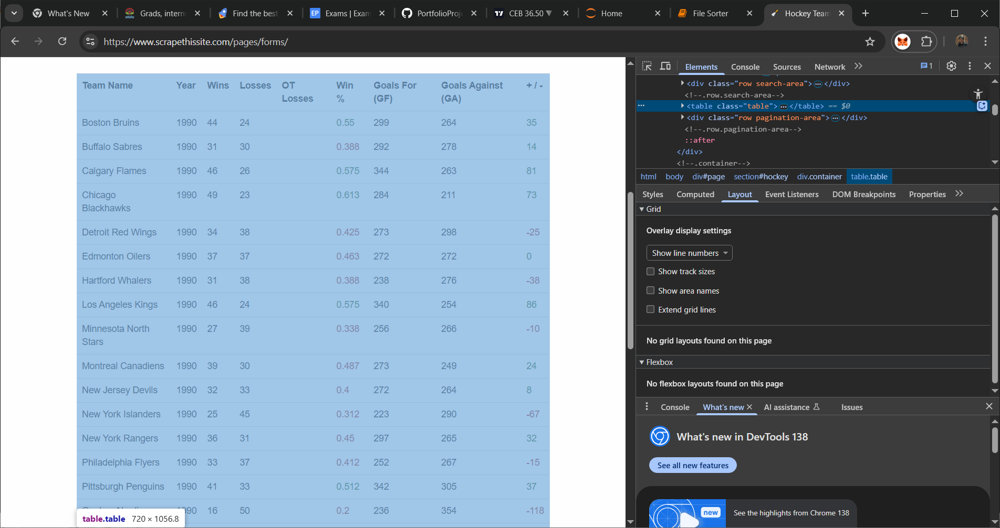 What's New
Grads, intern
Find the best
EP Exams | Exam
PortfolioProje
CEB 36.50 ▼
Home
File Sorter
Hockey Team
https://www.scrapethissite.com/pages/forms/
Team Name Year Wins Losses OT Losses Win % Goals For (GF) Goals Against (GA) + / -
Boston Bruins 1990 44 24 0.55 299 264 35
Buffalo Sabres 1990 31 30 0.388 292 278 14
Calgary Flames 1990 46 26 0.575 344 263 81
Chicago Blackhawks 1990 49 23 0.613 284 211 73
Detroit Red Wings 1990 34 38 0.425 273 298 -25
Edmonton Oilers 1990 37 37 0.463 272 272 0
Hartford Whalers 1990 31 38 0.388 238 276 -38
Los Angeles Kings 1990 46 24 0.575 340 254 86
Minnesota North Stars 1990 27 39 0.338 256 266 -10
Montreal Canadiens 1990 39 30 0.487 273 249 24
New Jersey Devils 1990 32 33 0.4 272 264 8
New York Islanders 1990 25 45 0.312 223 290 -67
New York Rangers 1990 36 31 0.45 297 265 32
Philadelphia Flyers 1990 33 37 0.412 252 267 -15
Pittsburgh Penguins 1990 41 33 0.512 342 305 37
990 16 50 0.2 236 354 -118
table.table 720 × 1056.8
Elements Console Sources Network 1
<div class="row search-area"> … </div>
<!--.row.search-area-->
<table class="table"> … </table> == $0
<div class="row pagination-area"> … </div>
<!--.row.pagination-area-->
::after
</div>
<!--.container-->
html body div#page section#hockey div.container table.table
Styles Computed Layout Event Listeners DOM Breakpoints Properties
Grid
Overlay display settings
Show line numbers
Show track sizes
Show area names
Extend grid lines
No grid layouts found on this page
Flexbox
No flexbox layouts found on this page
Console What's new AI assistance Issues
What's new in DevTools 138
See all new features
new
See the highlights from Chrome 138